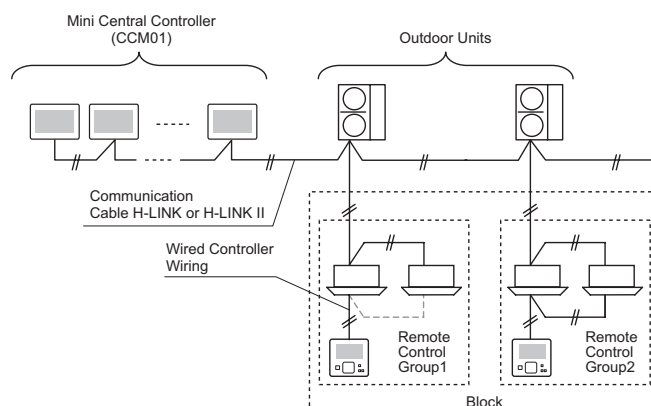 Mini Central Controller
(CCM01)
Outdoor Units
Communication
Cable H-LINK or H-LINK II
Wired Controller
Wiring
Remote
Control
Group1
Remote
Control
Group2
Block